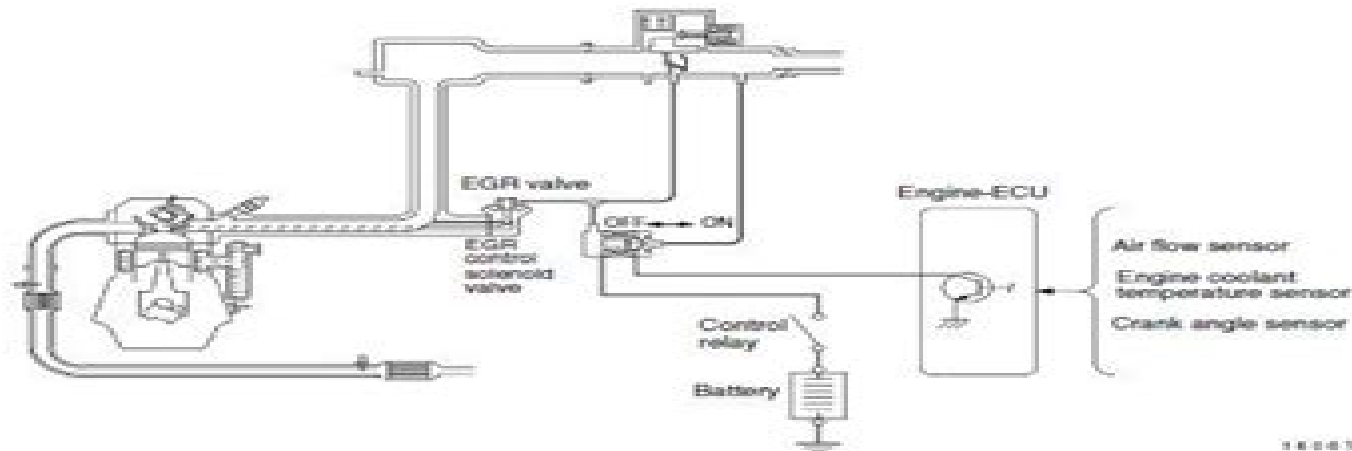 EGR valve
OFF ON
EGR
control
solenoid
valve
Engine-ECU
Air flow sensor
Engine coolant
temperature sensor
Crank angle sensor
Control
relay
Battery